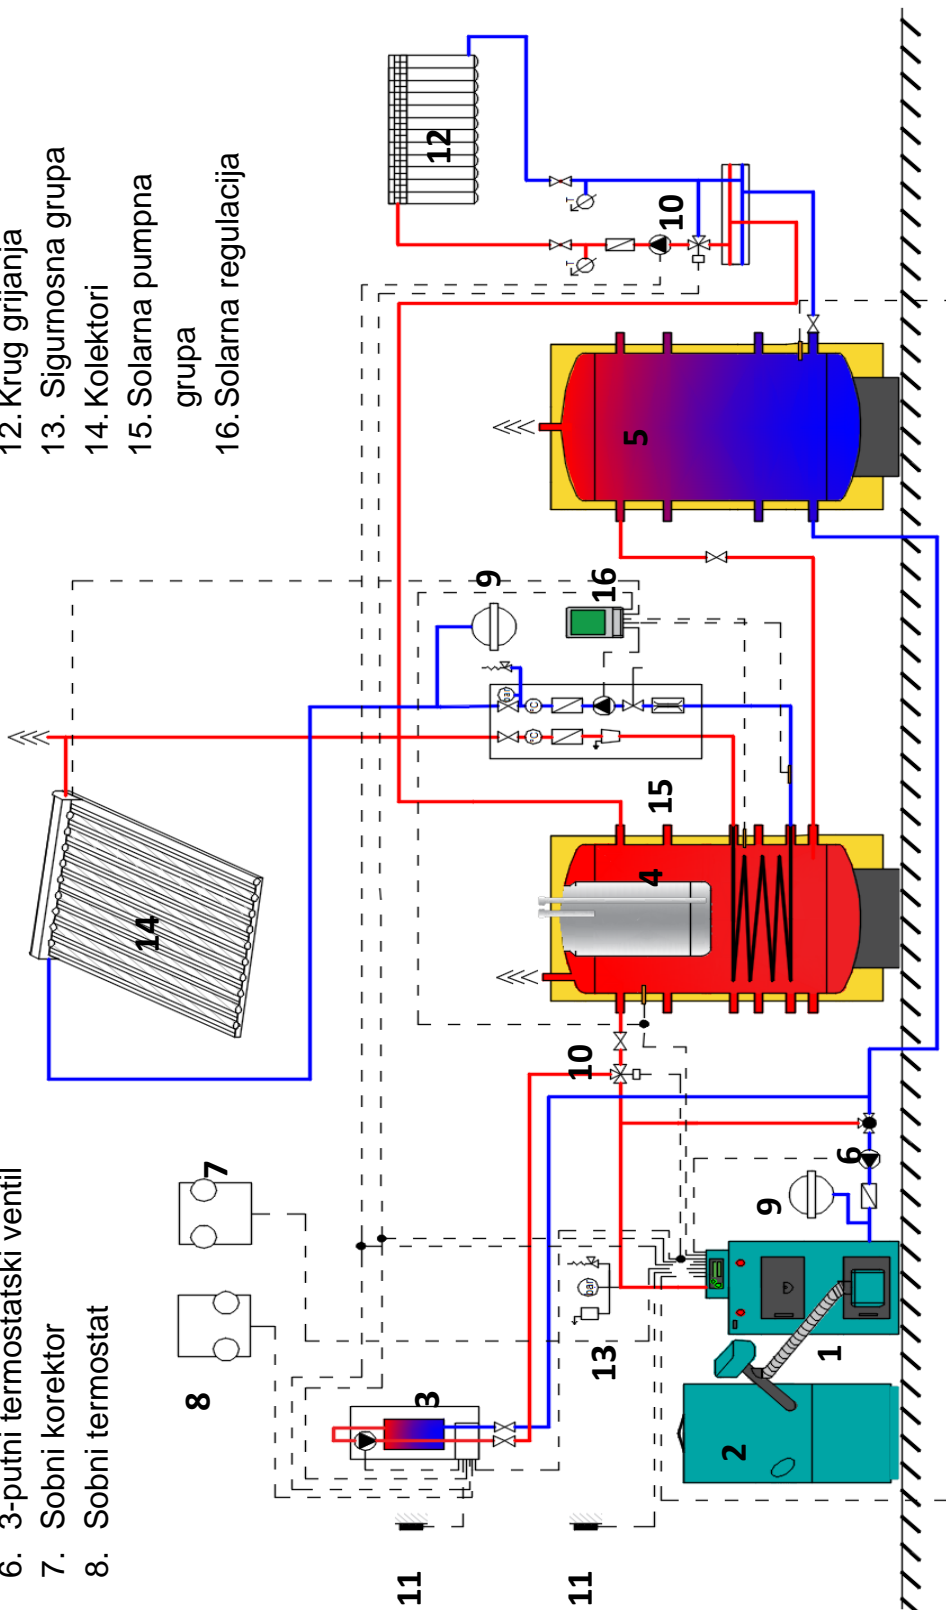 12. Krug grijanja
13. Sigurnosna grupa
14. Kolektori
15. Solarna pumpna
grupa
16. Solarna regulacija
6. 3-putni termostatski ventil
7. Sobni korektor
8. Sobni termostat
12
T
T
10
5
9
16
bar
°C
°C
15
14
4
10
7
6
9
8
bar
13
3
1
2
11
11